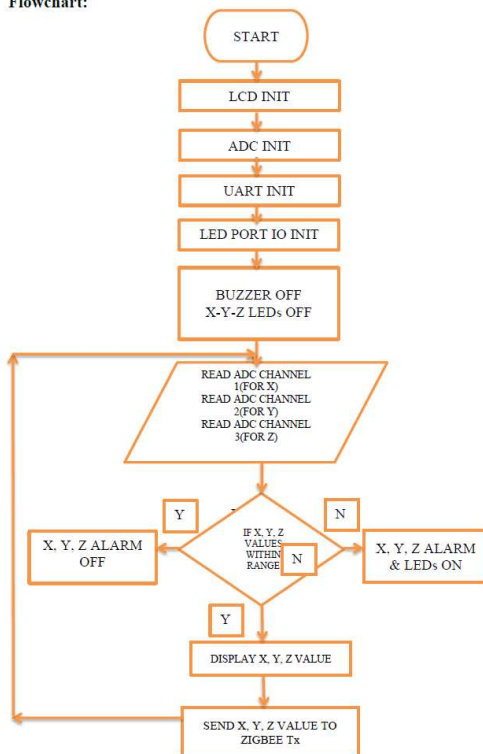 Flowchart:
START
LCD INIT
ADC INIT
UART INIT
LED PORT IO INIT
BUZZER OFF
X-Y-Z LEDs OFF
READ ADC CHANNEL
1(FOR X)
READ ADC CHANNEL
2(FOR Y)
READ ADC CHANNEL
3(FOR Z)
Y
N
IF X, Y, Z
VALUES
WITHIN
RANGE
N
X, Y, Z ALARM
OFF
X, Y, Z ALARM
& LEDs ON
Y
DISPLAY X, Y, Z VALUE
SEND X, Y, Z VALUE TO
ZIGBEE Tx